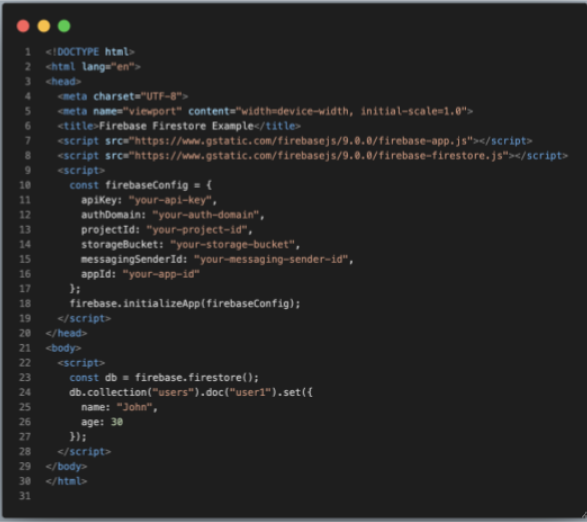 1 <!DOCTYPE html>
2 <html lang="en">
3 <head>
4 <meta charset="UTF-8">
5 <meta name="viewport" content="width=device-width, initial-scale=1.0">
6 <title>Firebase Firestore Example</title>
7 <script src="https://www.gstatic.com/firebasejs/9.0.0/firebase-app.js"></script>
8 <script src="https://www.gstatic.com/firebasejs/9.0.0/firebase-firestore.js"></script>
9 <script>
10 const firebaseConfig = {
11 apiKey: "your-api-key",
12 authDomain: "your-auth-domain",
13 projectId: "your-project-id",
14 storageBucket: "your-storage-bucket",
15 messagingSenderId: "your-messaging-sender-id",
16 appId: "your-app-id"
17 };
18 firebase.initializeApp(firebaseConfig);
19 </script>
20 </head>
21 <body>
22 <script>
23 const db = firebase.firestore();
24 db.collection("users").doc("user1").set({
25 name: "John",
26 age: 30
27 });
28 </script>
29 </body>
30 </html>
31